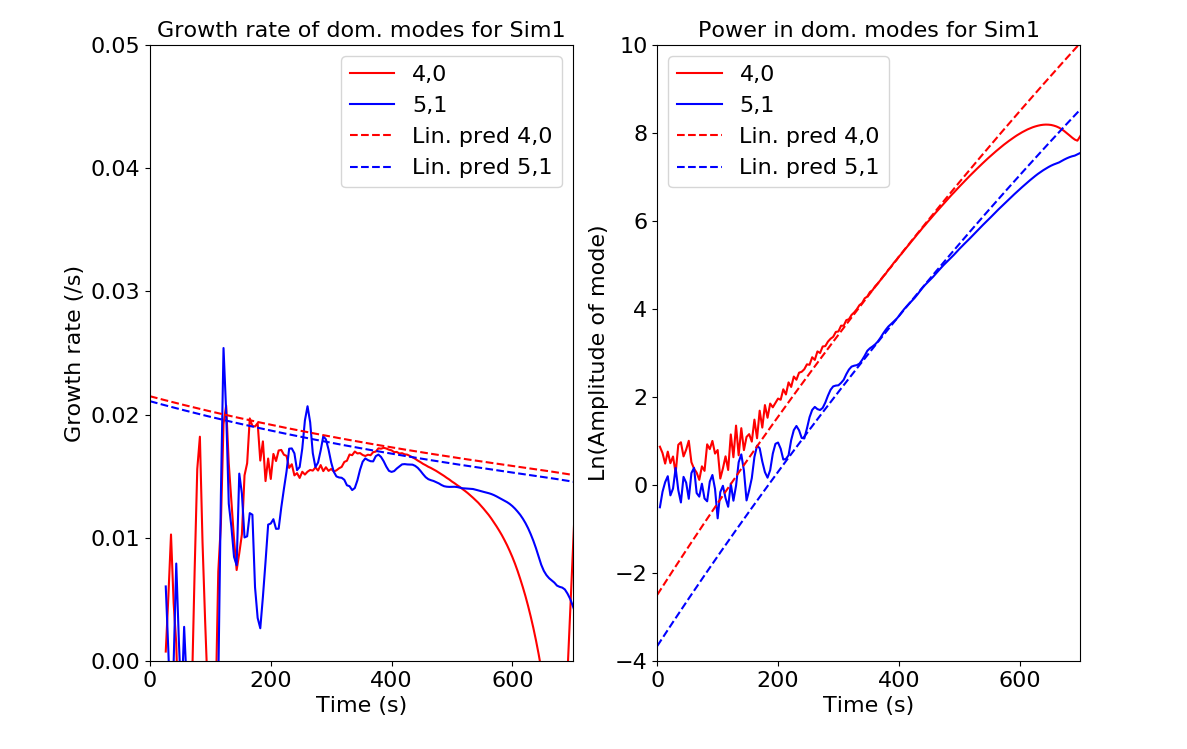 Growth rate of dom. modes for Sim1
0.05
0.04
0.03
0.02
0.01
0.00
Growth rate (/s)
4,0
5,1
Lin. pred 4,0
Lin. pred 5,1
0
200
400
600
Time (s)
Power in dom. modes for Sim1
10
8
6
4
2
0
−2
−4
Ln(Amplitude of mode)
4,0
5,1
Lin. pred 4,0
Lin. pred 5,1
0
200
400
600
Time (s)